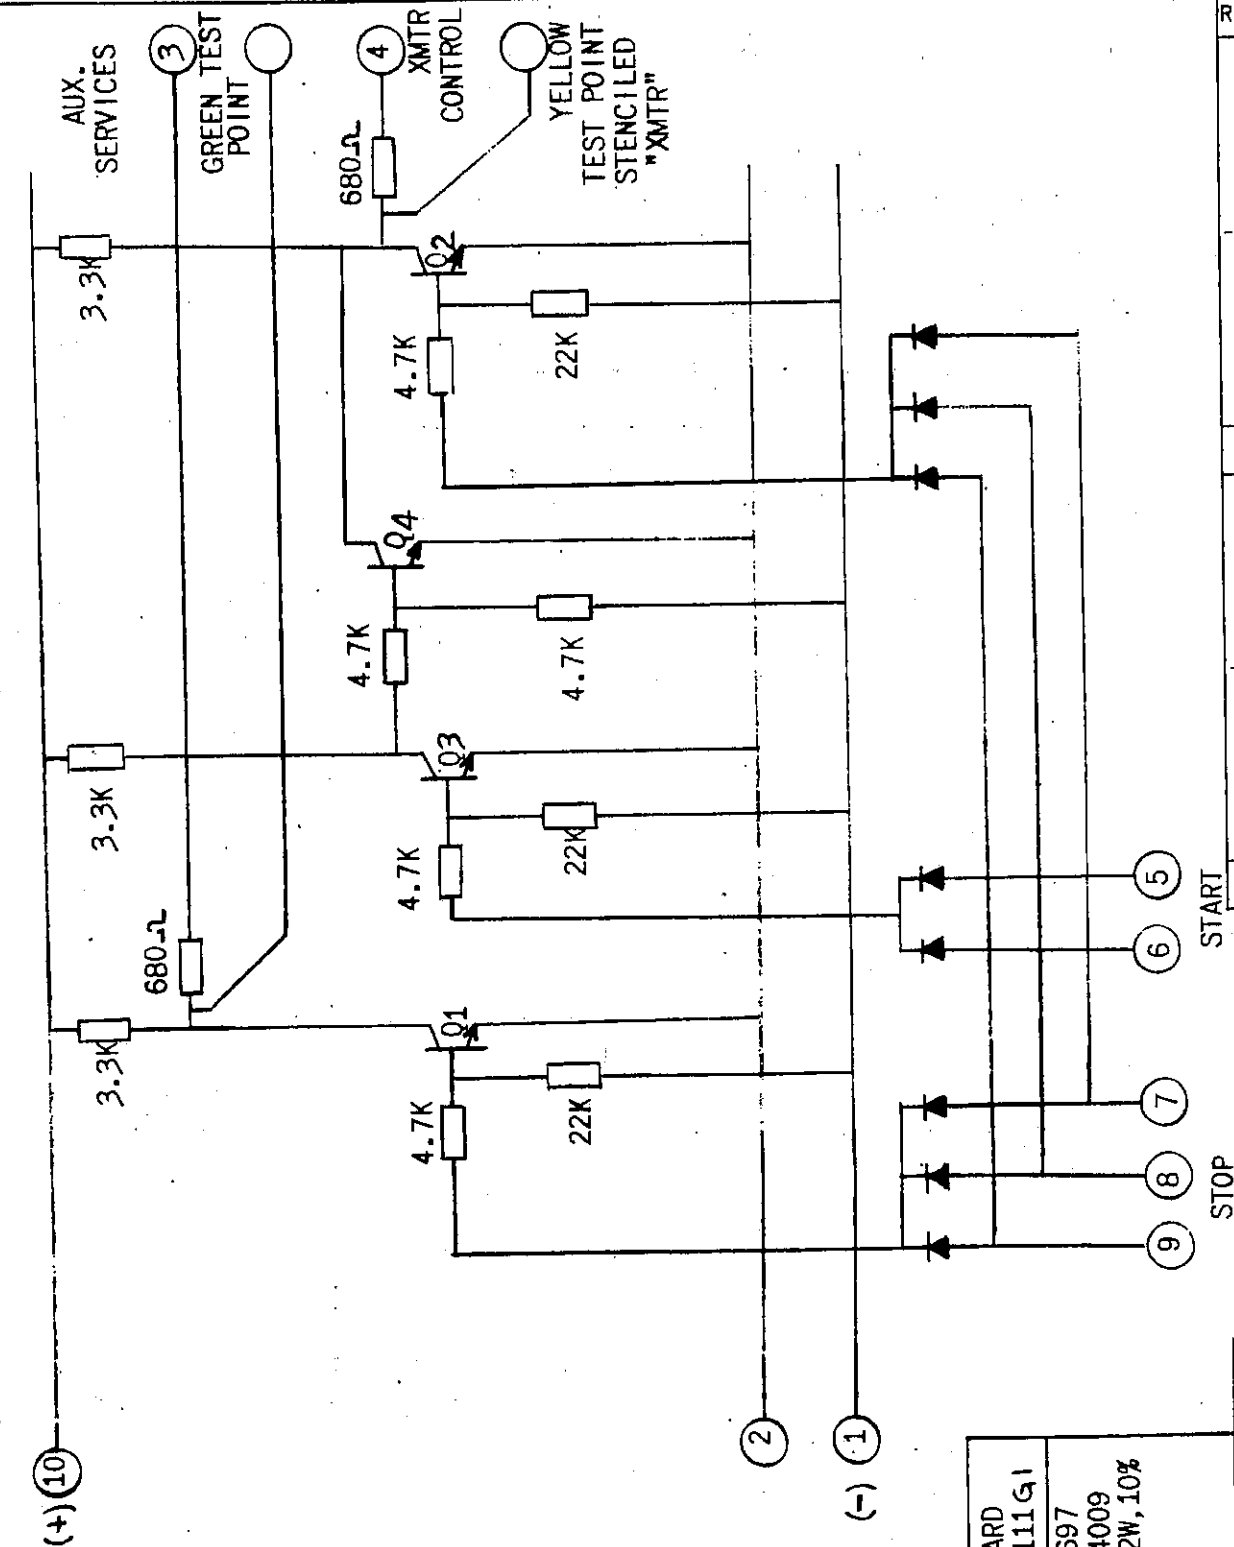 (+) 10
3.3K
680Ω
3.3K
3.3K
AUX.
SERVICES
3
GREEN TEST
POINT
4
XMTR
CONTROL
680Ω
YELLOW
TEST POINT
STENCILED
"XMTR"
4.7K
Q1
22K
4.7K
Q3
22K
4.7K
Q4
4.7K
4.7K
Q2
22K
2
(-) 1
9
8
7
STOP
6
5
START
ARD
111G1
697
4009
2W, 10%
R